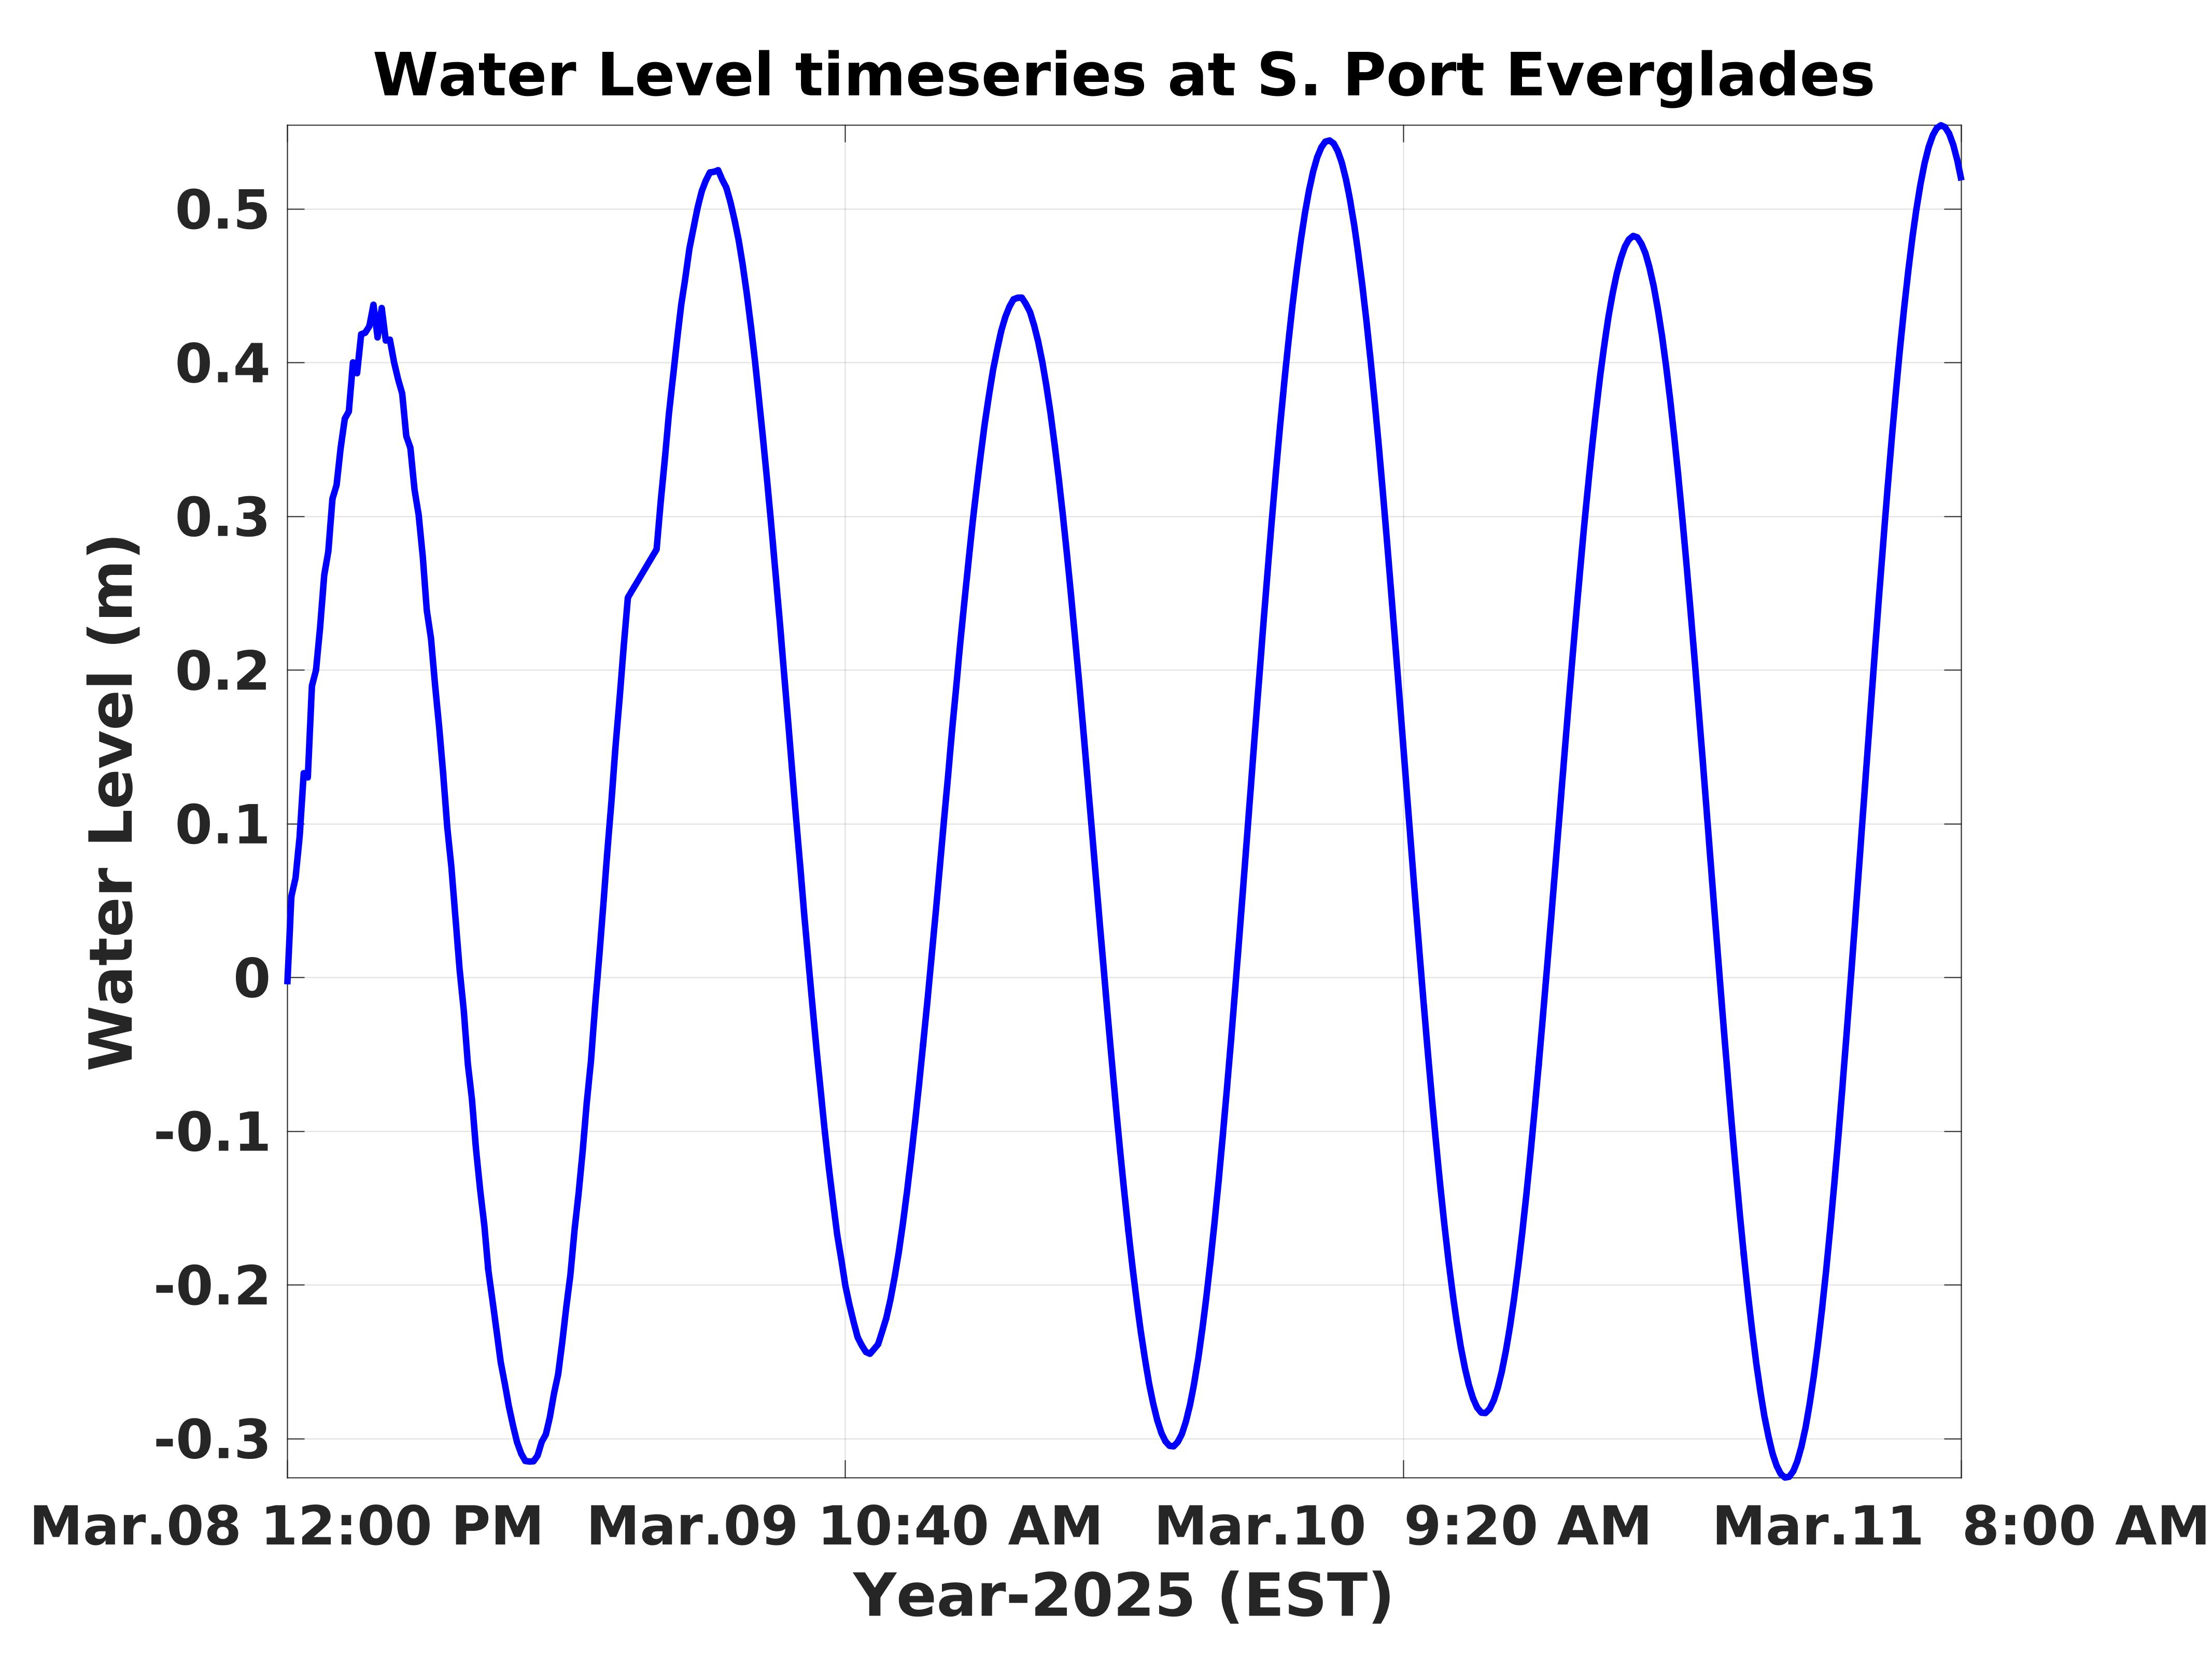 Water Level timeseries at S. Port Everglades
Water Level (m)
0.5
0.4
0.3
0.2
0.1
0
-0.1
-0.2
-0.3
Mar.08 12:00 PM Mar.09 10:40 AM Mar.10 9:20 AM Mar.11 8:00 AM
Year-2025 (EST)